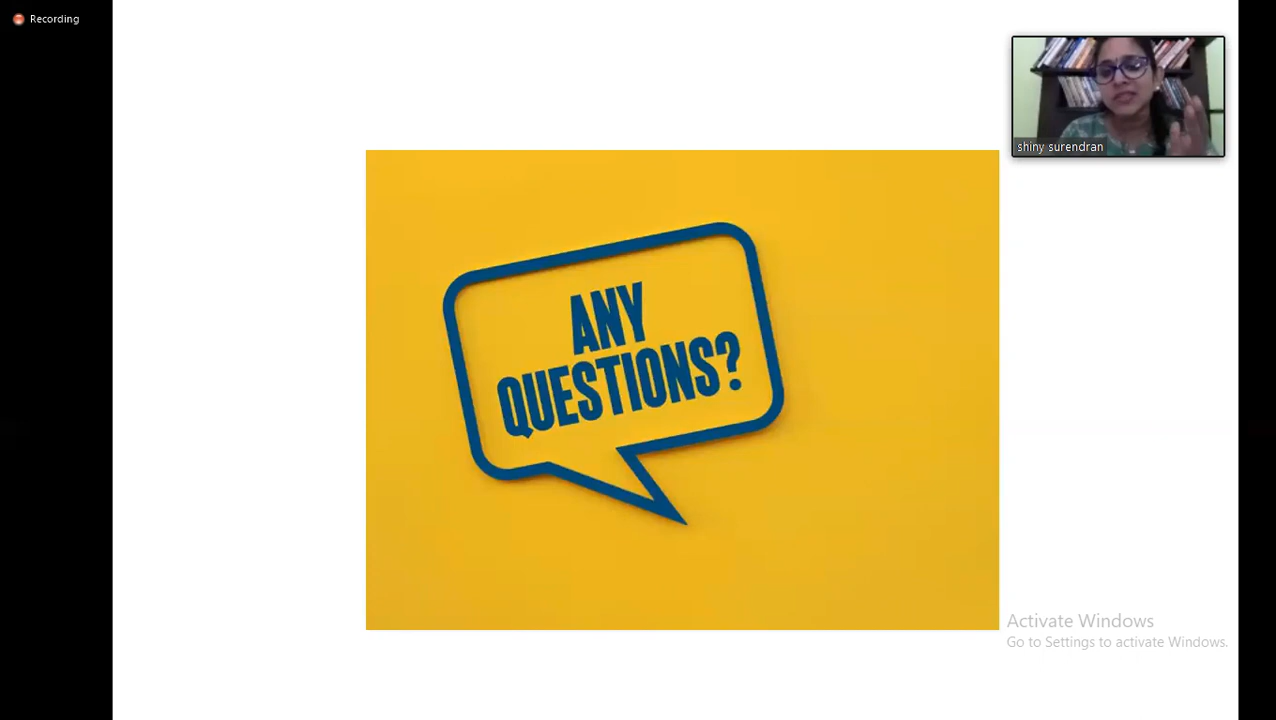 Recording
shiny surendran
ANY
QUESTIONS?
Activate Windows
Go to Settings to activate Windows.